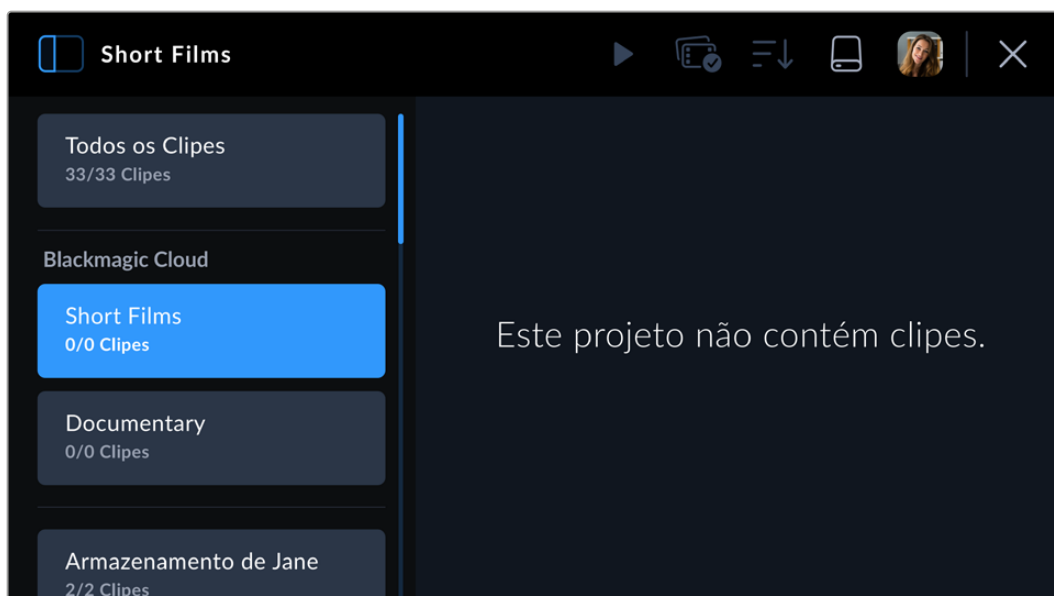 Short Films
Todos os Clipes
33/33 Clipes
Blackmagic Cloud
Short Films
0/0 Clipes
Documentary
0/0 Clipes
Armazenamento de Jane
2/2 Clipes
Este projeto não contém clipes.